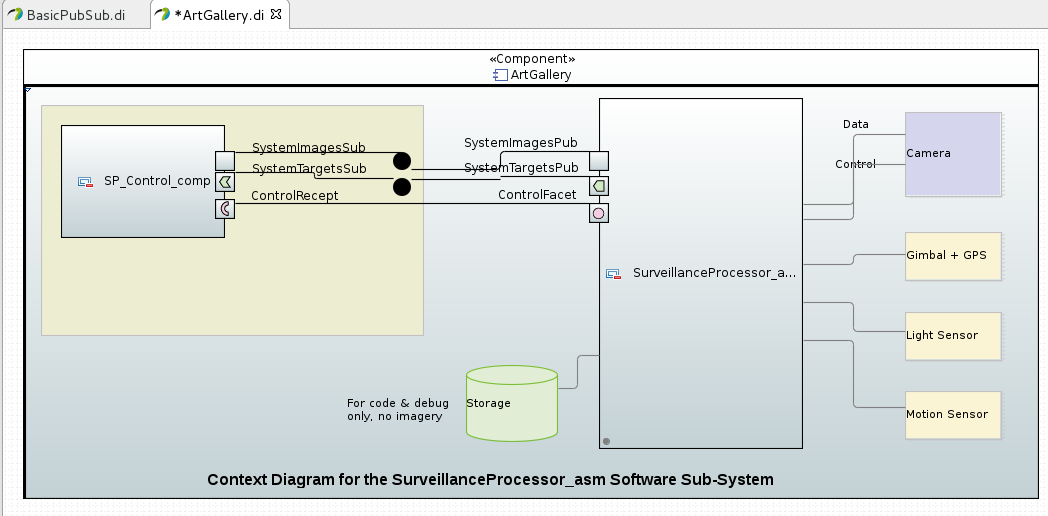 BasicPubSub.di
*ArtGallery.di
«Component»
ArtGallery
SystemImagesSub
SystemTargetsSub
ControlRecept
SP_Control_comp
SystemImagesPub
SystemTargetsPub
ControlFacet
SurveillanceProcessor_a...
Data
Control
Camera
Gimbal + GPS
Light Sensor
Motion Sensor
For code & debug
only, no imagery
Storage
Context Diagram for the SurveillanceProcessor_asm Software Sub-System